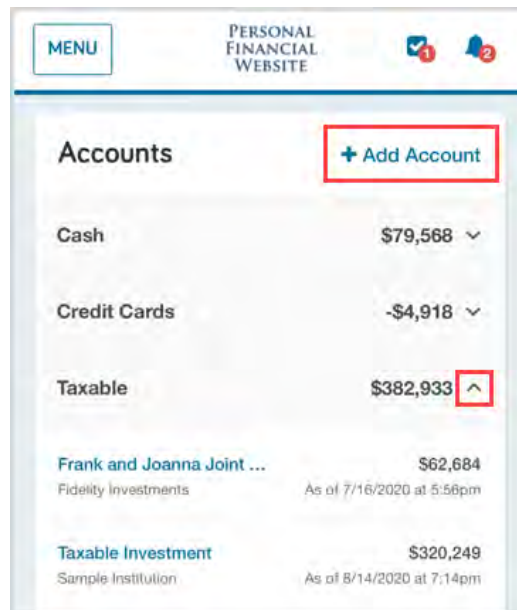 MENU
PERSONAL
FINANCIAL
WEBSITE
1
2
Accounts
+ Add Account
Cash $79,568
Credit Cards -$4,918
Taxable $382,933
Frank and Joanna Joint ... $62,684
Fidelity Investments As of 7/16/2020 at 5:56pm
Taxable Investment $320,249
Sample Institution As of 8/14/2020 at 7:14pm